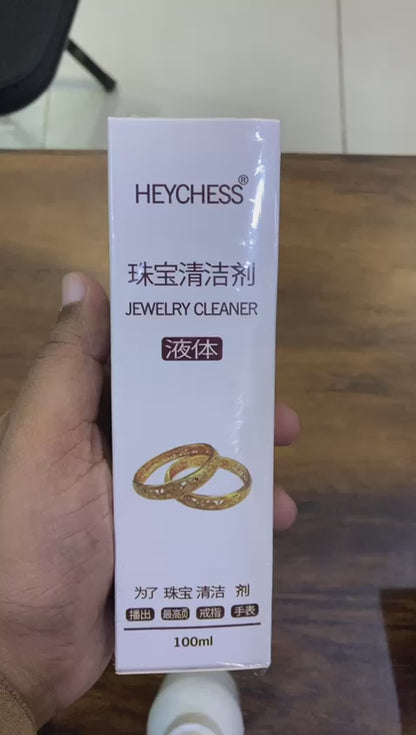 HEYCHESS®
珠宝清洁剂
JEWELRY CLEANER
液体
为了 珠宝 清洁 剂
播出 最高页 戒指 手表
100ml